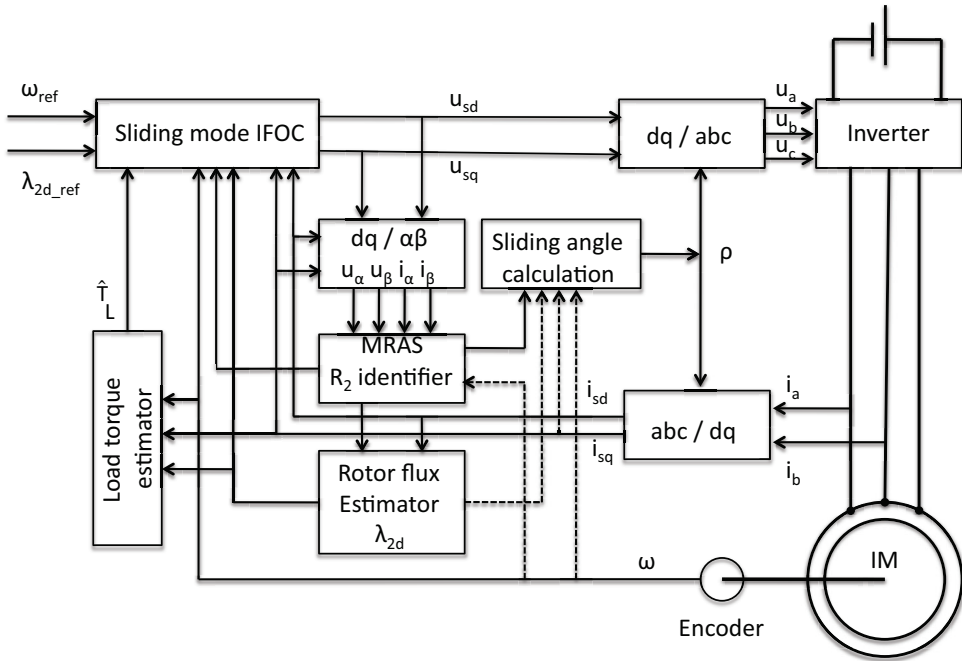 ω_ref
λ_2d_ref
Sliding mode IFOC
u_sd
u_sq
dq / abc
u_a
u_b
u_c
Inverter
dq / αβ
u_α u_β i_α i_β
Sliding angle
calculation
ρ
T̂_L
MRAS
R_2 identifier
Load torque
estimator
i_sd
i_sq
abc / dq
i_a
i_b
Rotor flux
Estimator
λ_2d
ω
Encoder
IM